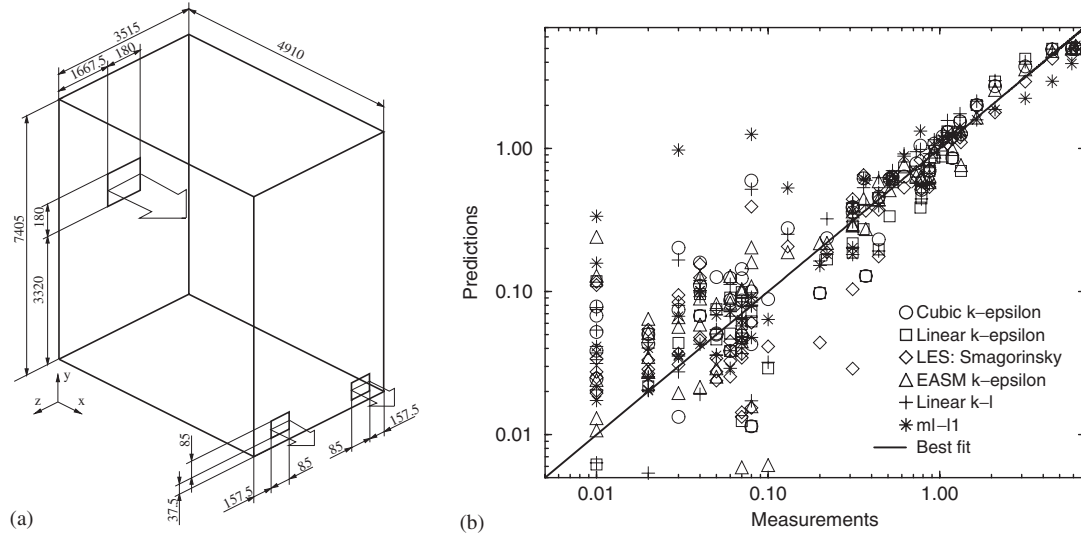 3515
180
1667.5
4910
7405
180
3320
y
z
x
85
37.5
157.5
85
85
157.5
(a)
Predictions
1.00
0.10
0.01
Cubic k–epsilon
Linear k–epsilon
LES: Smagorinsky
EASM k–epsilon
Linear k–l
ml–l1
Best fit
0.01
0.10
1.00
Measurements
(b)